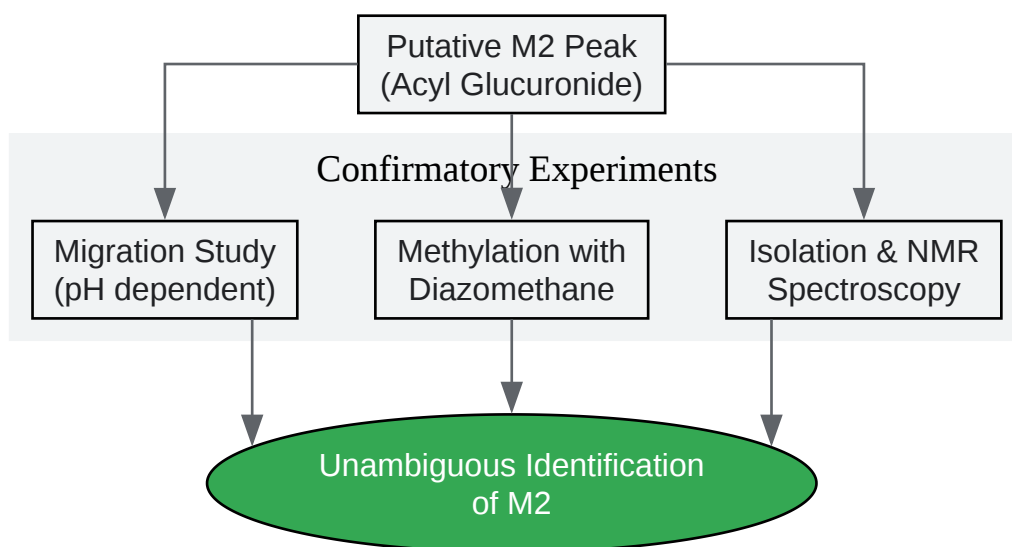 Putative M2 Peak
(Acyl Glucuronide)
Confirmatory Experiments
Migration Study
(pH dependent)
Methylation with
Diazomethane
Isolation & NMR
Spectroscopy
Unambiguous Identification
of M2